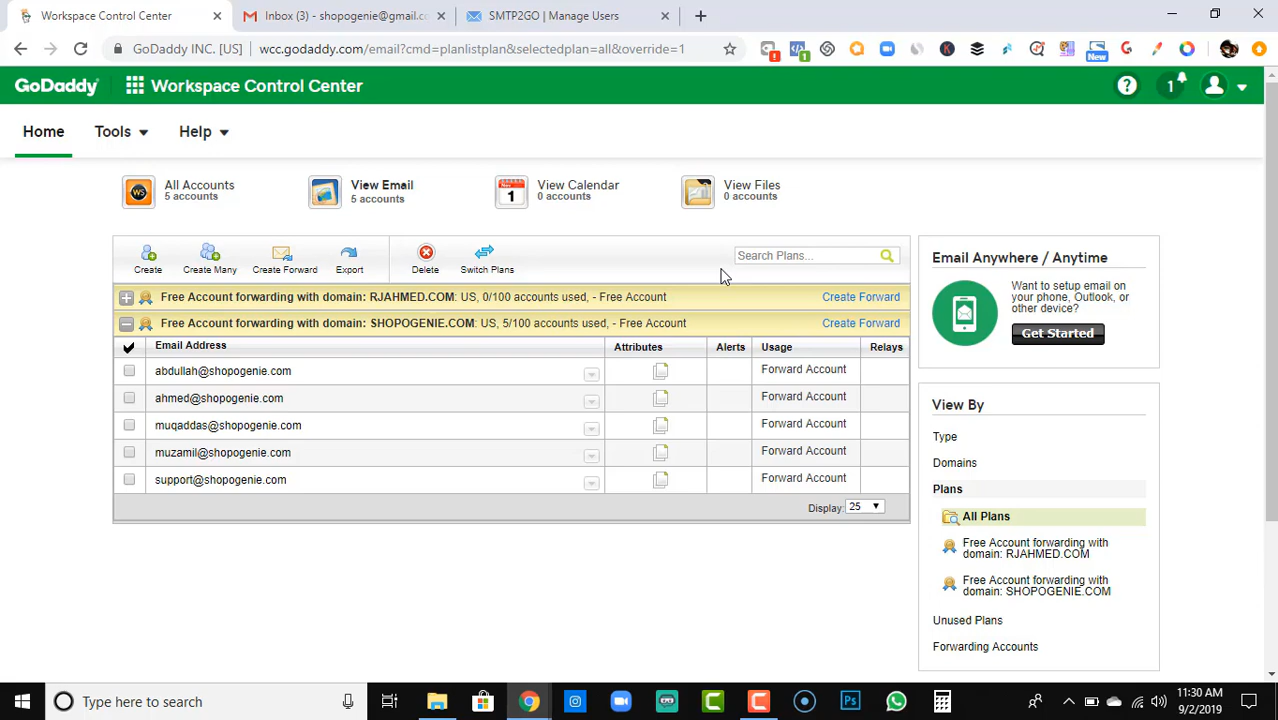 Workspace Control Center
Inbox (3) - shopogenie@gmail.co
SMTP2GO | Manage Users
GoDaddy INC. [US] wcc.godaddy.com/email?cmd=planlistplan&selectedplan=all&override=1
1
New
GoDaddy Workspace Control Center
1
Home Tools Help
All Accounts
5 accounts
View Email
5 accounts
View Calendar
0 accounts
View Files
0 accounts
Create
Create Many
Create Forward
Export
Delete
Switch Plans
Search Plans...
Free Account forwarding with domain: RJAHMED.COM: US, 0/100 accounts used, - Free Account Create Forward
Free Account forwarding with domain: SHOPOGENIE.COM: US, 5/100 accounts used, - Free Account Create Forward
Email Address Attributes Alerts Usage Relays
abdullah@shopogenie.com Forward Account
ahmed@shopogenie.com Forward Account
muqaddas@shopogenie.com Forward Account
muzamil@shopogenie.com Forward Account
support@shopogenie.com Forward Account
Display: 25
Email Anywhere / Anytime
Want to setup email on
your phone, Outlook, or
other device?
Get Started
View By
Type
Domains
Plans
All Plans
Free Account forwarding with
domain: RJAHMED.COM
Free Account forwarding with
domain: SHOPOGENIE.COM
Unused Plans
Forwarding Accounts
Type here to search
11:30 AM
9/2/2019